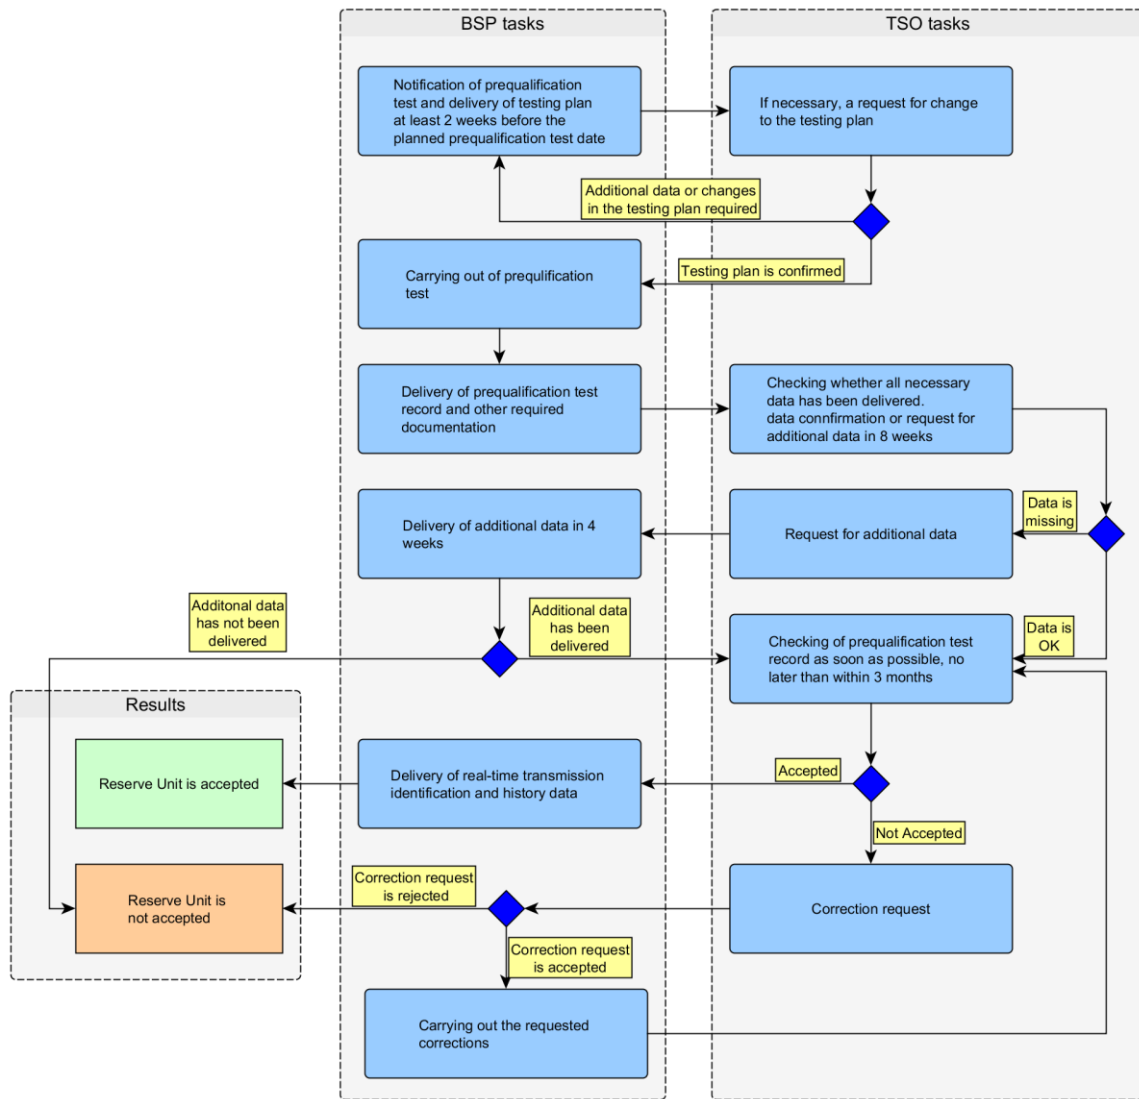 BSP tasks
TSO tasks
Notification of prequalification
test and delivery of testing plan
at least 2 weeks before the
planned prequalification test date
If necessary, a request for change
to the testing plan
Additional data or changes
in the testing plan required
Testing plan is confirmed
Carrying out of prequlification
test
Delivery of prequalification test
record and other required
documentation
Checking whether all necessary
data has been delivered.
data connfirmation or request for
additional data in 8 weeks
Delivery of additional data in 4
weeks
Request for additional data
Data is
missing
Additonal data
has not been
delivered
Additional data
has been
delivered
Checking of prequalification test
record as soon as possible, no
later than within 3 months
Data is
OK
Results
Reserve Unit is accepted
Delivery of real-time transmission
identification and history data
Accepted
Not Accepted
Reserve Unit is
not accepted
Correction request
is rejected
Correction request
Correction request
is accepted
Carrying out the requested
corrections